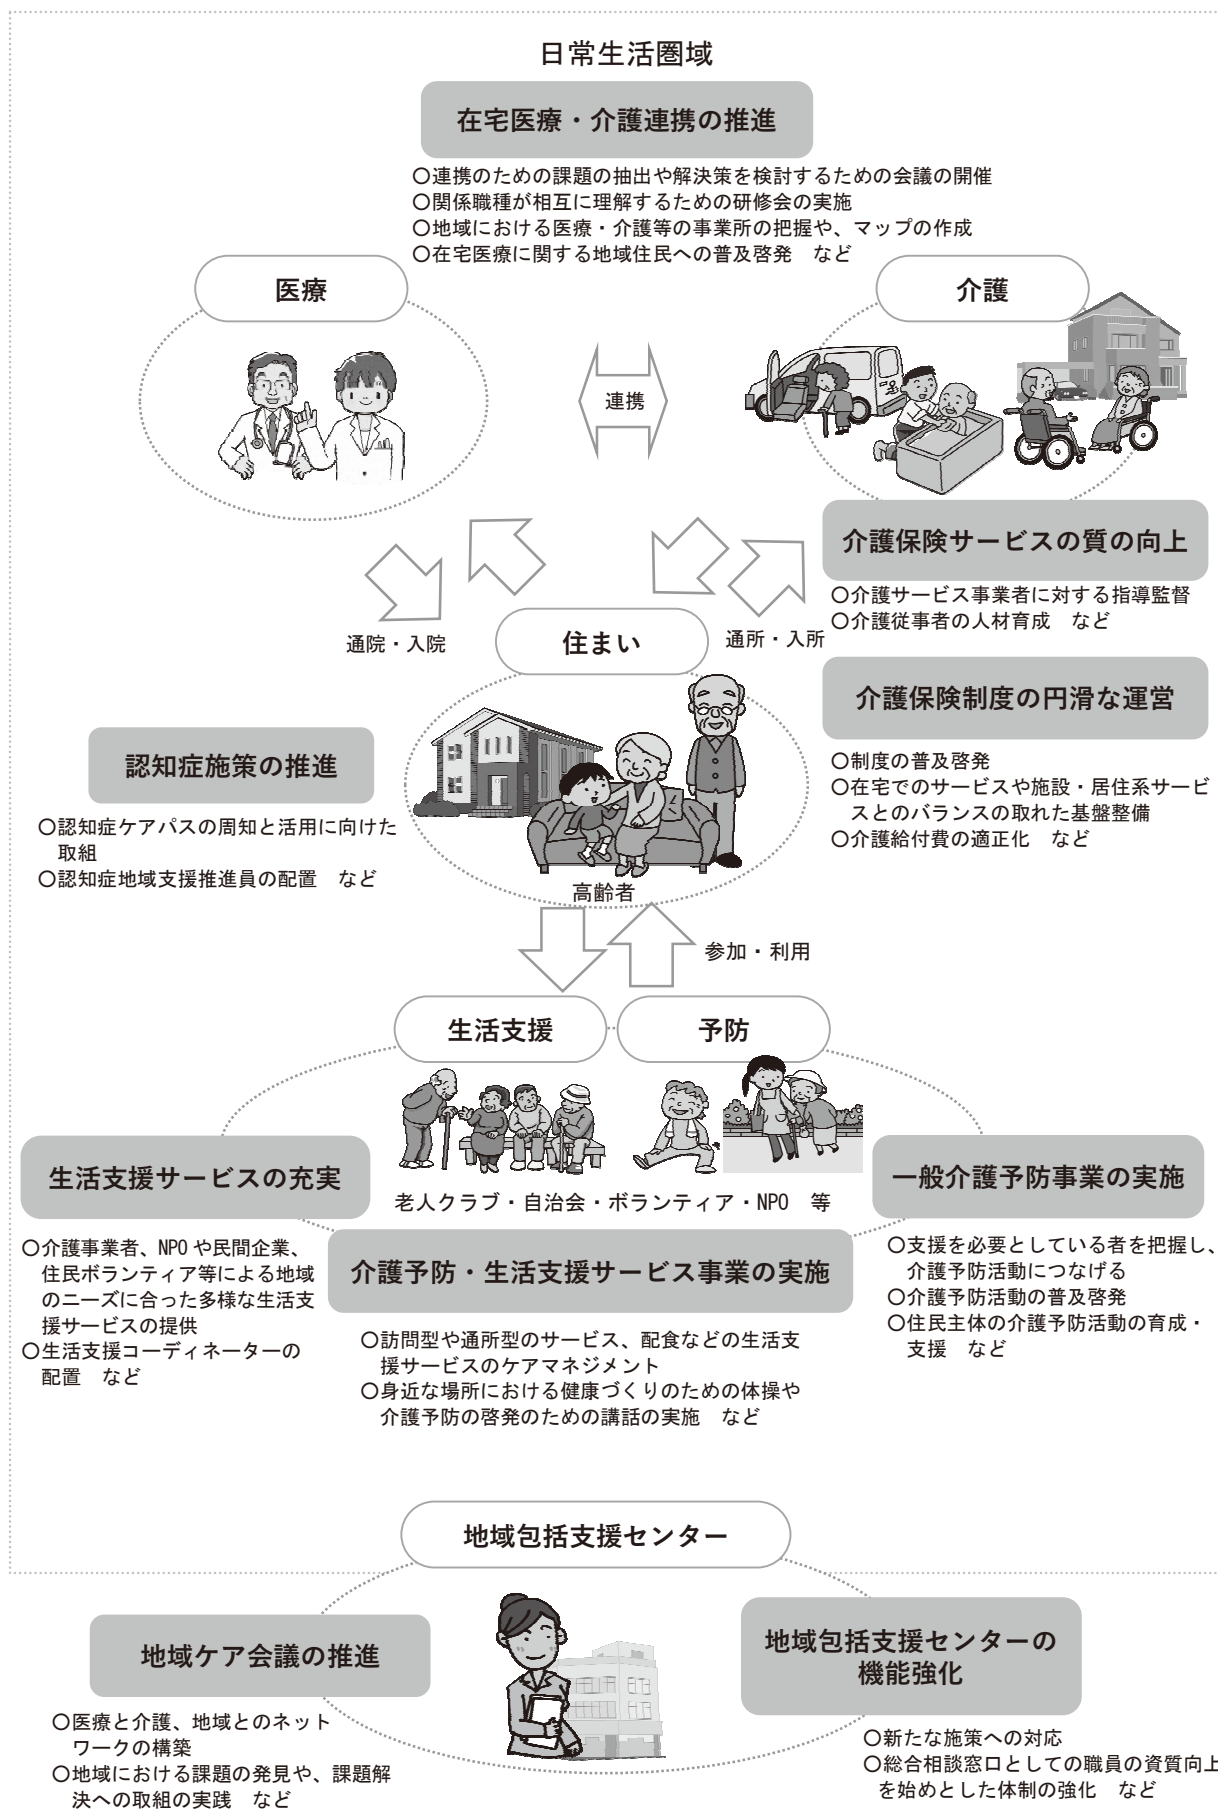 日常生活圏域
在宅医療・介護連携の推進
○連携のための課題の抽出や解決策を検討するための会議の開催
○関係職種が相互に理解するための研修会の実施
○地域における医療・介護等の事業所の把握や、マップの作成
○在宅医療に関する地域住民への普及啓発　など
医療
介護
連携
介護保険サービスの質の向上
○介護サービス事業者に対する指導監督
○介護従事者の人材育成　など
通院・入院
住まい
通所・入所
介護保険制度の円滑な運営
○制度の普及啓発
○在宅でのサービスや施設・居住系サービ
スとのバランスの取れた基盤整備
○介護給付費の適正化　など
認知症施策の推進
○認知症ケアパスの周知と活用に向けた
取組
○認知症地域支援推進員の配置　など
高齢者
参加・利用
生活支援
予防
生活支援サービスの充実
老人クラブ・自治会・ボランティア・NPO　等
一般介護予防事業の実施
○介護事業者、NPOや民間企業、
住民ボランティア等による地域
のニーズに合った多様な生活支
援サービスの提供
○生活支援コーディネーターの
配置　など
介護予防・生活支援サービス事業の実施
○訪問型や通所型のサービス、配食などの生活支
援サービスのケアマネジメント
○身近な場所における健康づくりのための体操や
介護予防の啓発のための講話の実施　など
○支援を必要としている者を把握し、
介護予防活動につなげる
○介護予防活動の普及啓発
○住民主体の介護予防活動の育成・
支援　など
地域包括支援センター
地域ケア会議の推進
○医療と介護、地域とのネット
ワークの構築
○地域における課題の発見や、課題解
決への取組の実践　など
地域包括支援センターの
機能強化
○新たな施策への対応
○総合相談窓口としての職員の資質向上
を始めとした体制の強化　など